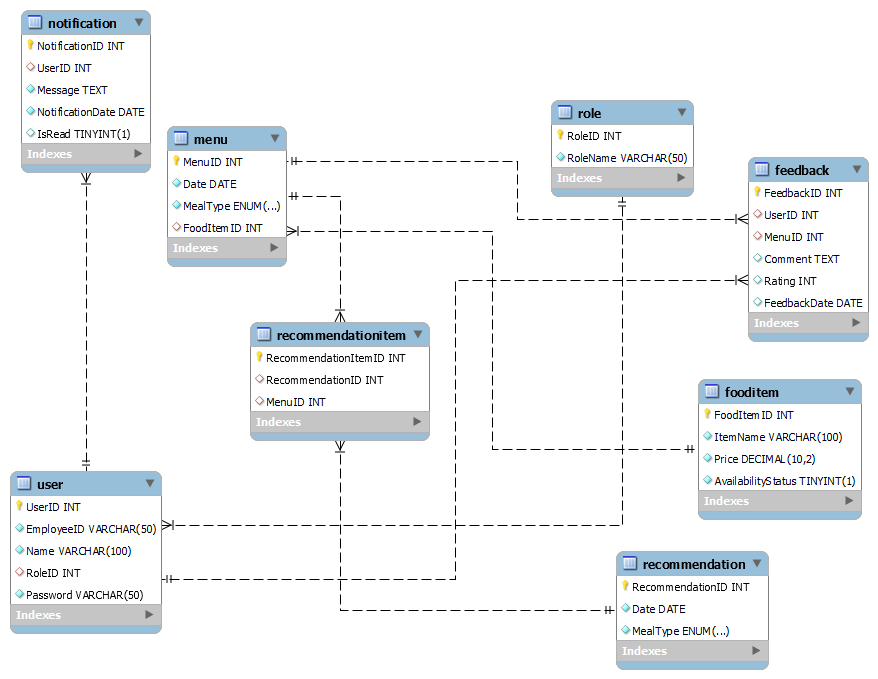 notification
NotificationID INT
UserID INT
Message TEXT
NotificationDate DATE
IsRead TINYINT(1)
Indexes
menu
MenuID INT
Date DATE
MealType ENUM(...)
FoodItemID INT
Indexes
role
RoleID INT
RoleName VARCHAR(50)
Indexes
feedback
FeedbackID INT
UserID INT
MenuID INT
Comment TEXT
Rating INT
FeedbackDate DATE
Indexes
recommendationitem
RecommendationItemID INT
RecommendationID INT
MenuID INT
Indexes
fooditem
FoodItemID INT
ItemName VARCHAR(100)
Price DECIMAL(10,2)
AvailabilityStatus TINYINT(1)
Indexes
user
UserID INT
EmployeeID VARCHAR(50)
Name VARCHAR(100)
RoleID INT
Password VARCHAR(50)
Indexes
recommendation
RecommendationID INT
Date DATE
MealType ENUM(...)
Indexes